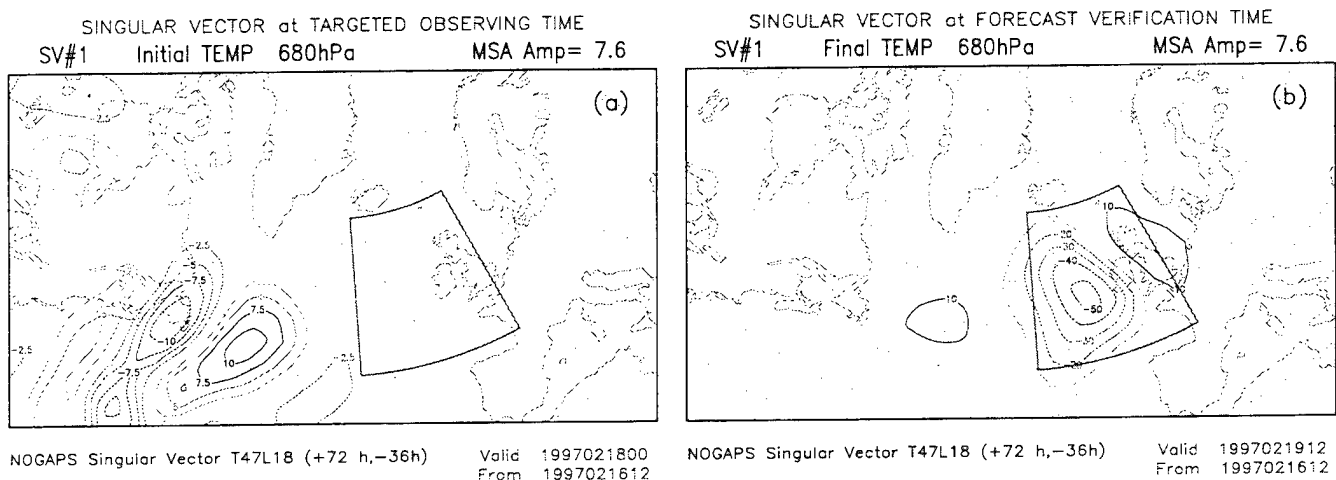 SINGULAR VECTOR at TARGETED OBSERVING TIME
SV#1 Initial TEMP 680hPa MSA Amp= 7.6
(a)
-2.5
-5
-7.5
-10
-7.5
-2.5
7.5
10
7.5
5
-2.5
NOGAPS Singular Vector T47L18 (+72 h,-36h) Valid 1997021800
From 1997021612
SINGULAR VECTOR at FORECAST VERIFICATION TIME
SV#1 Final TEMP 680hPa MSA Amp= 7.6
(b)
10
-20
-30
-40
-50
-30
-20
10
NOGAPS Singular Vector T47L18 (+72 h,-36h) Valid 1997021912
From 1997021612